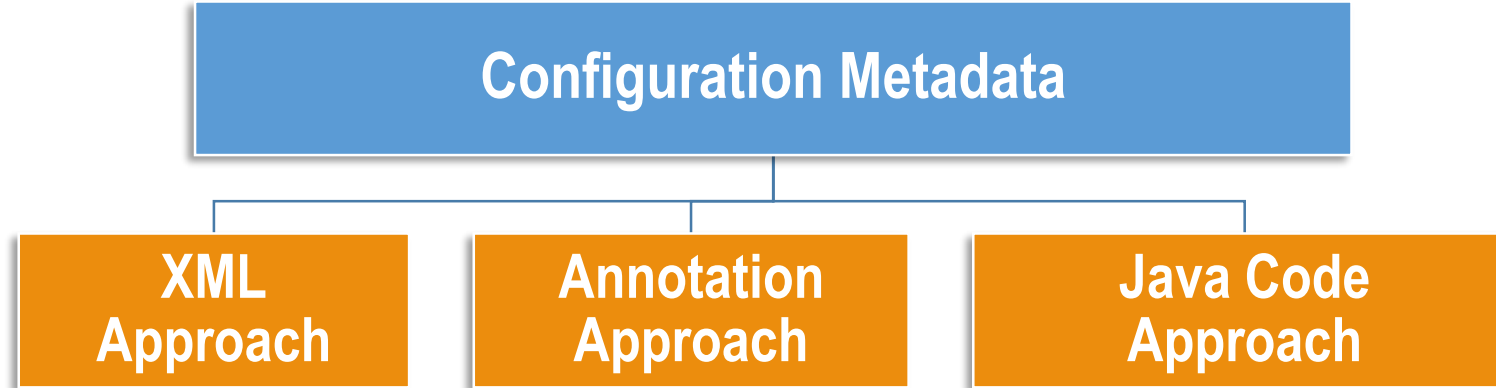 Configuration Metadata
XML
Approach
Annotation
Approach
Java Code
Approach